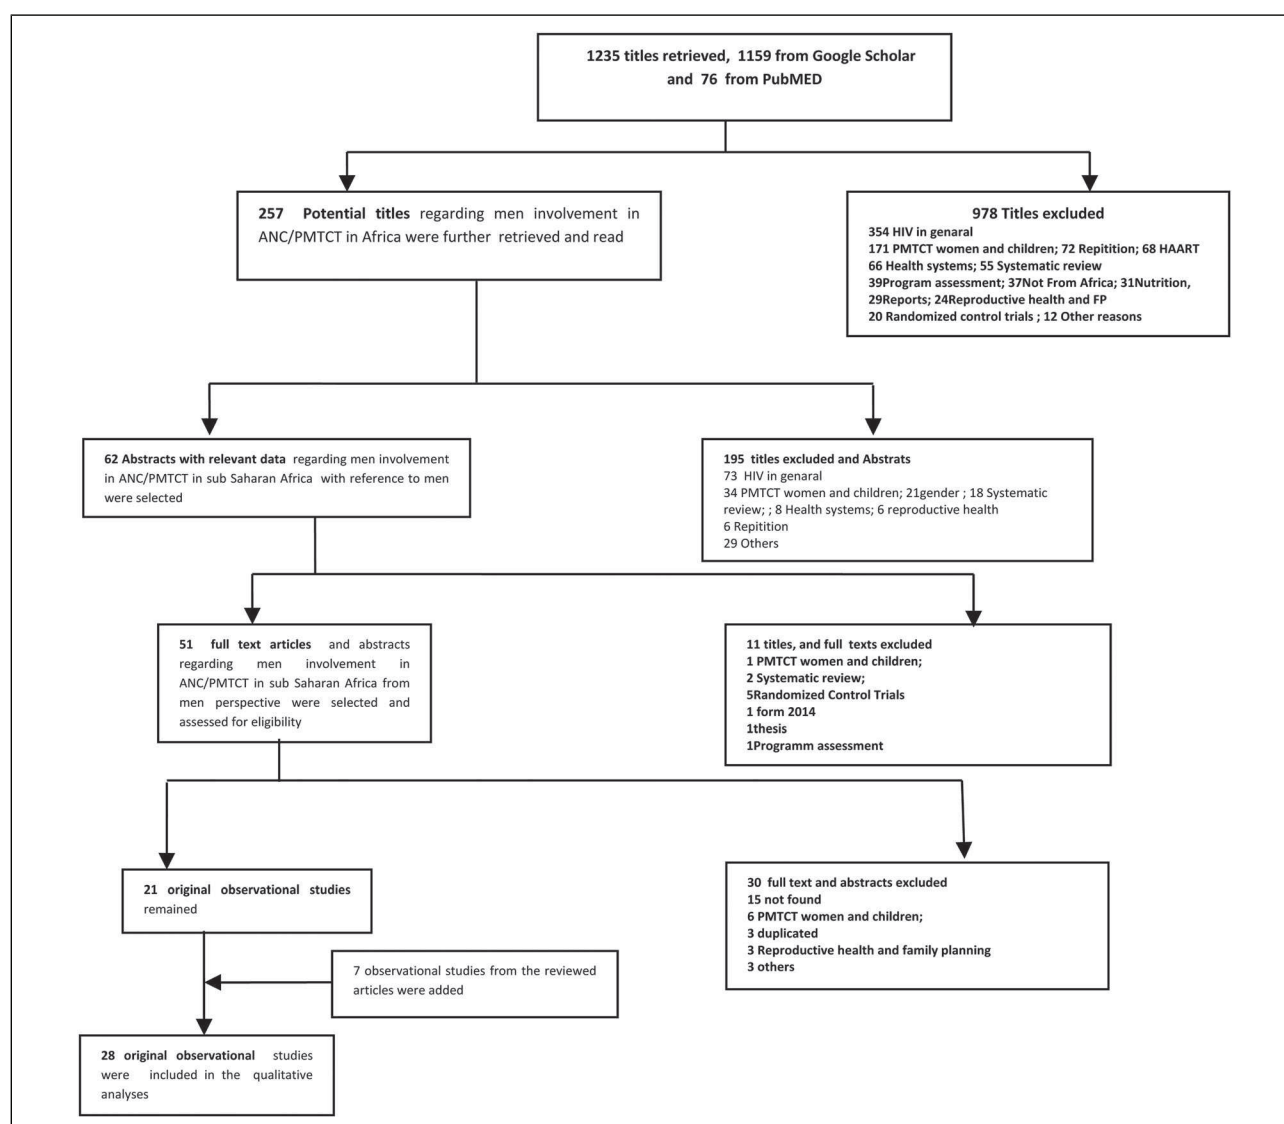 1235 titles retrieved, 1159 from Google Scholar
and 76 from PubMED
257 Potential titles regarding men involvement in
ANC/PMTCT in Africa were further retrieved and read
978 Titles excluded
354 HIV in genaral
171 PMTCT women and children; 72 Repitition; 68 HAART
66 Health systems; 55 Systematic review
39Program assessment; 37Not From Africa; 31Nutrition,
29Reports; 24Reproductive health and FP
20 Randomized control trials ; 12 Other reasons
62 Abstracts with relevant data regarding men involvement
in ANC/PMTCT in sub Saharan Africa with reference to men
were selected
195 titles excluded and Abstrats
73 HIV in genaral
34 PMTCT women and children; 21gender ; 18 Systematic
review; ; 8 Health systems; 6 reproductive health
6 Repitition
29 Others
51 full text articles and abstracts
regarding men involvement in
ANC/PMTCT in sub Saharan Africa from
men perspective were selected and
assessed for eligibility
11 titles, and full texts excluded
1 PMTCT women and children;
2 Systematic review;
5Randomized Control Trials
1 form 2014
1thesis
1Programm assessment
21 original observational studies
remained
30 full text and abstracts excluded
15 not found
6 PMTCT women and children;
3 duplicated
3 Reproductive health and family planning
3 others
7 observational studies from the reviewed
articles were added
28 original observational studies
were included in the qualitative
analyses